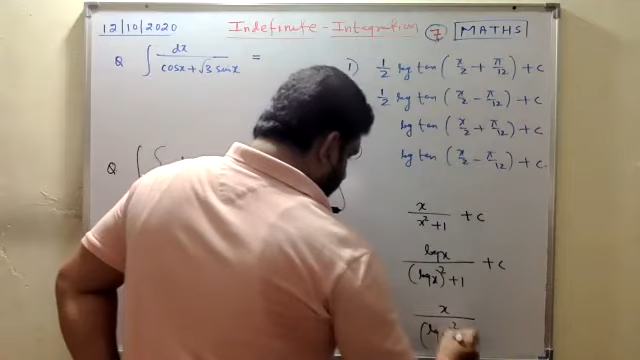 12/10/2020 Indefinite - Integration 7 MATHS
Q ∫ dx / (cosx + √3 sinx) =
1) 1/2 log tan (x/2 + π/12) + c
1/2 log tan (x/2 - π/12) + c
log tan (x/2 + π/12) + c
log tan (x/2 - π/12) + c.
Q ∫
x / (x² + 1) + c
logx / ((logx)² + 1) + c
x